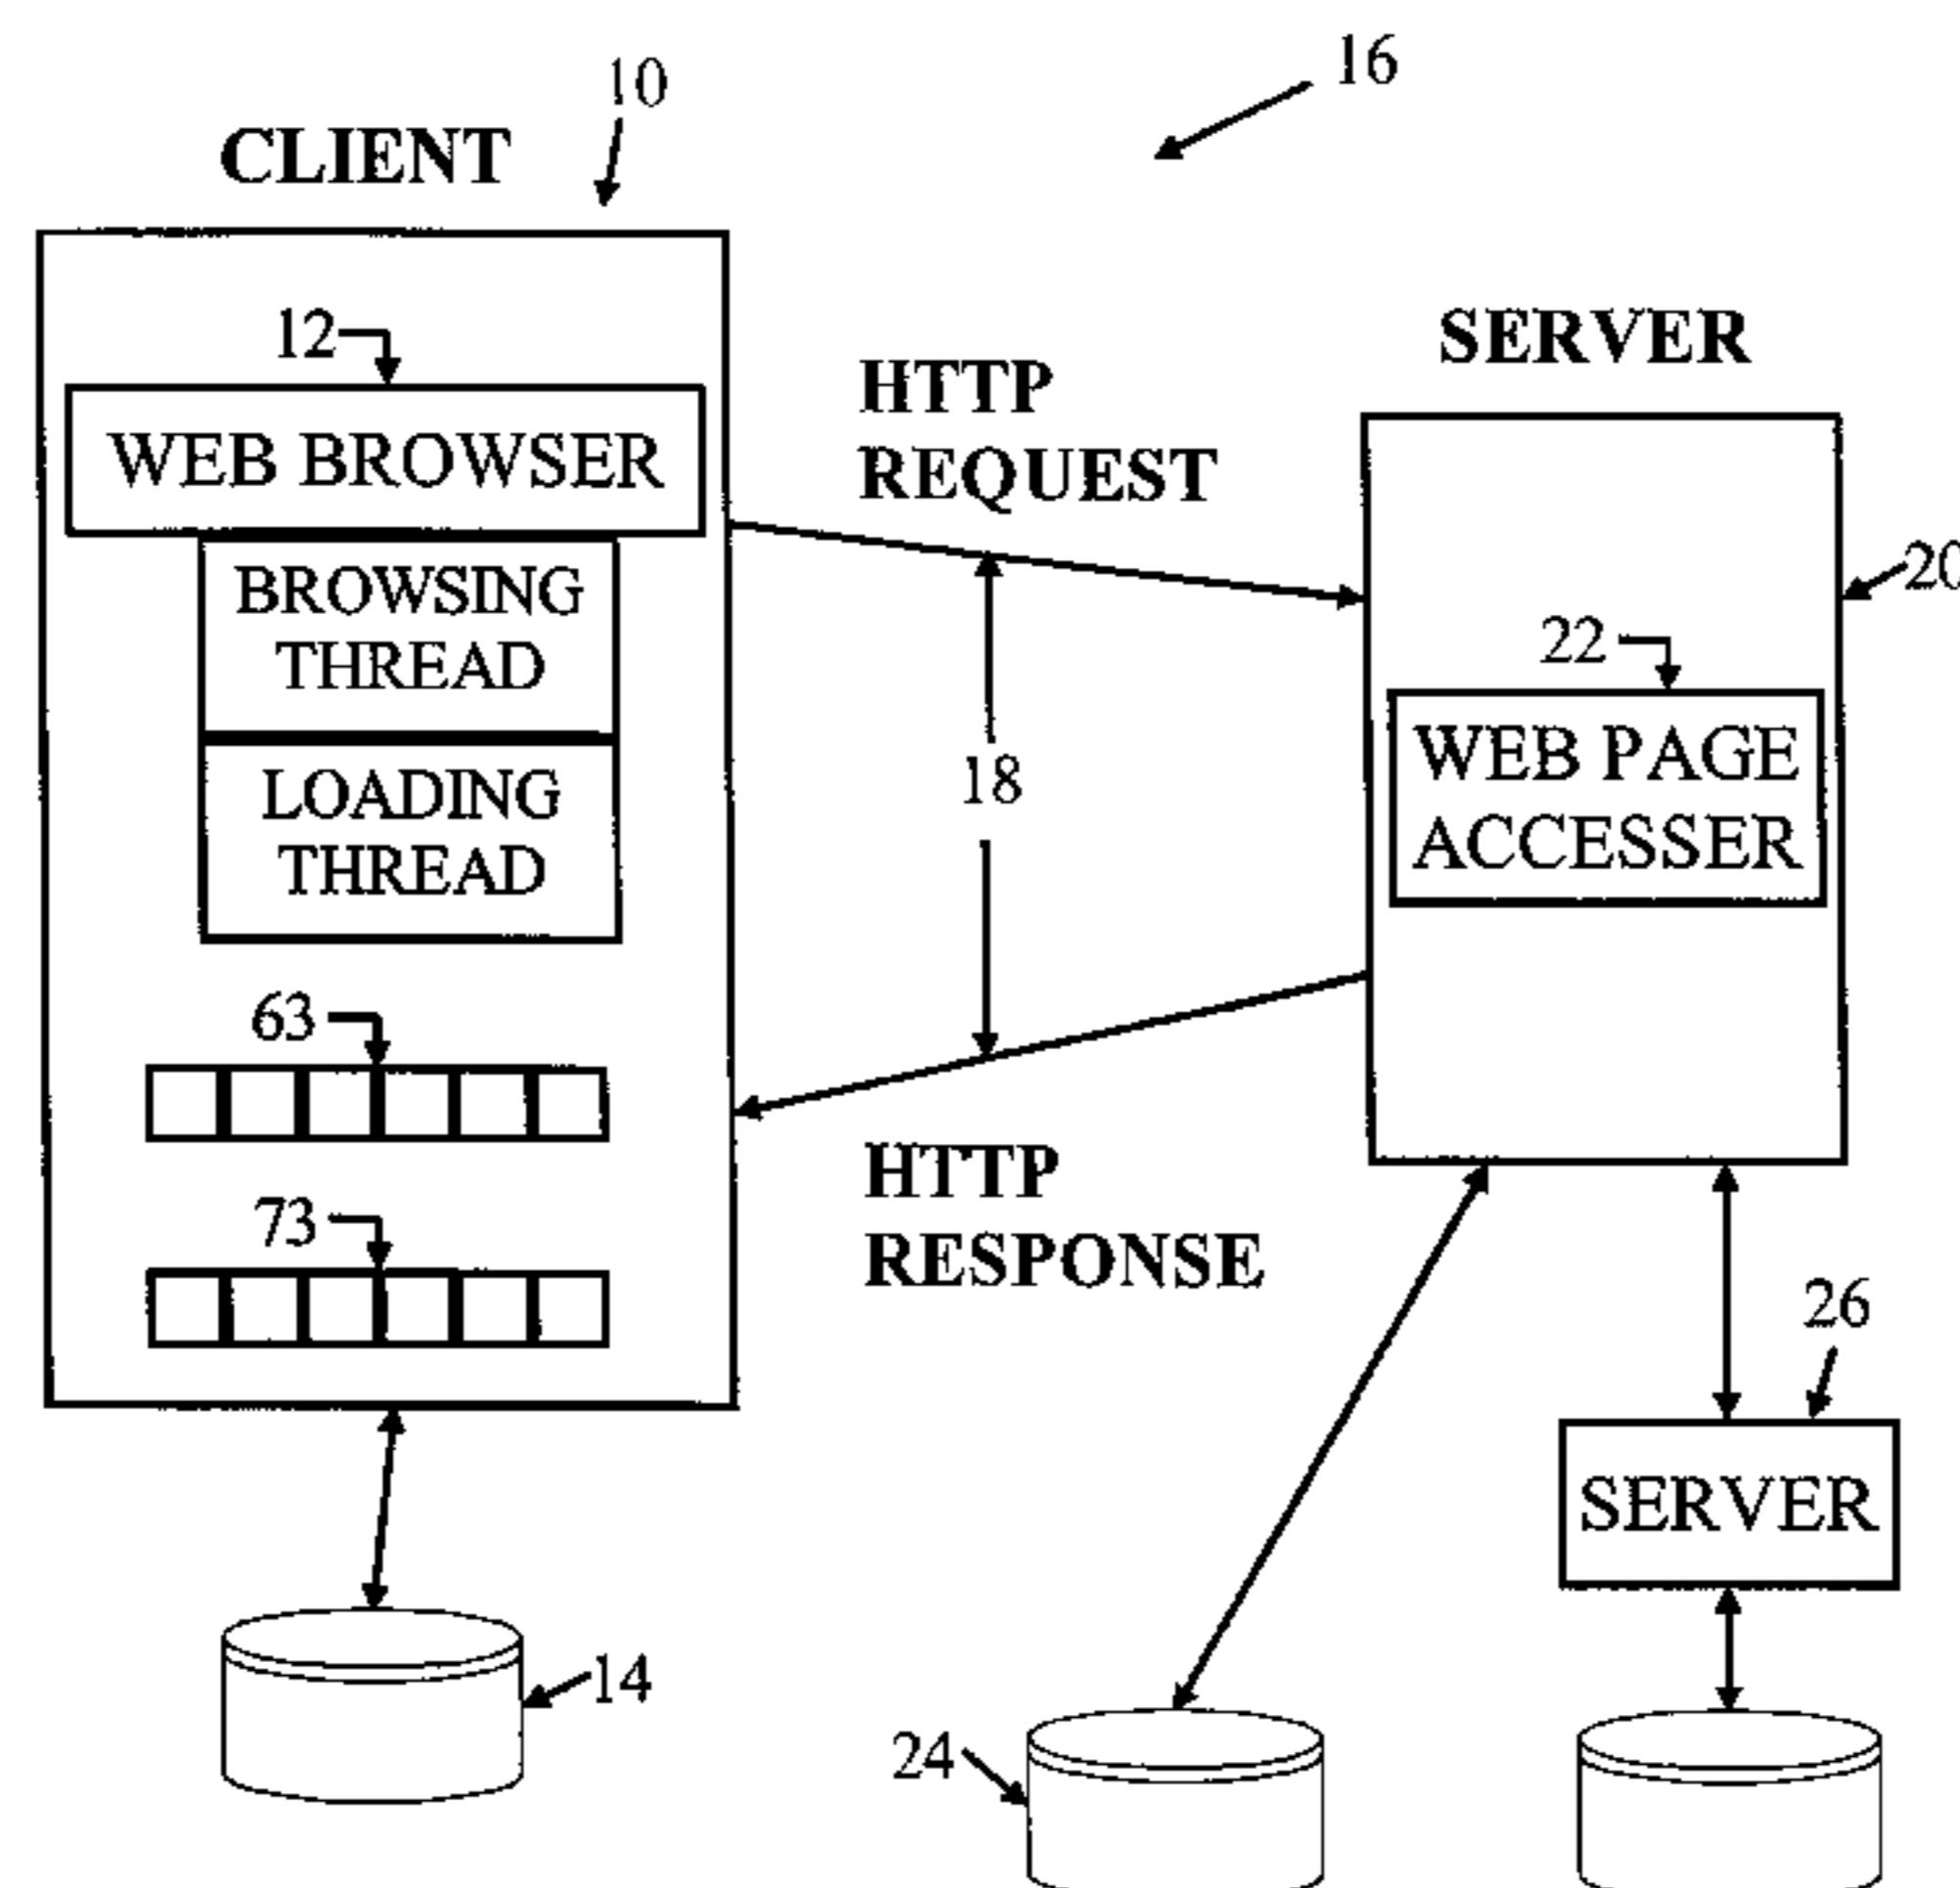 16
10
CLIENT
12
WEB BROWSER
BROWSING
THREAD
LOADING
THREAD
63
73
14
HTTP
REQUEST
18
HTTP
RESPONSE
SERVER
20
22
WEB PAGE
ACCESSER
26
SERVER
24